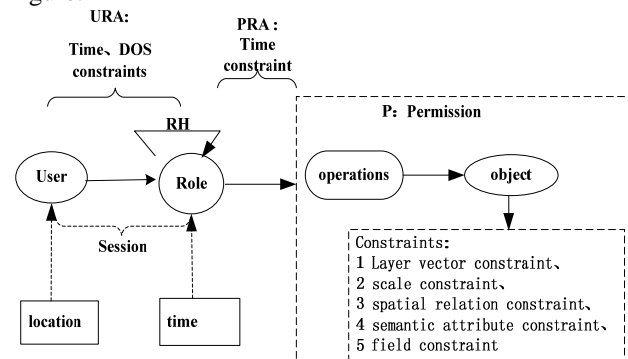 URA:
Time、DOS
constraints
PRA :
Time
constraint
P: Permission
RH
User
Role
operations
object
Session
location
time
Constraints:
1 Layer vector constraint、
2 scale constraint、
3 spatial relation constraint、
4 semantic attribute constraint、
5 field constraint